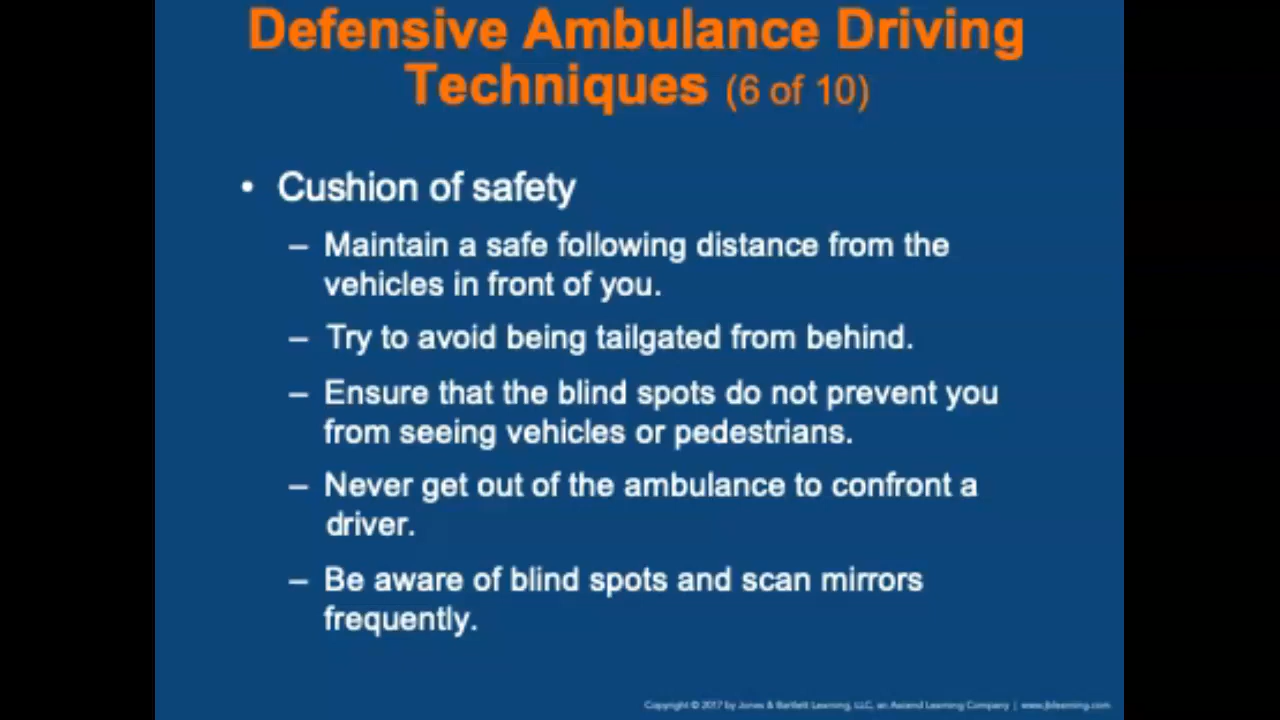 Defensive Ambulance Driving
Techniques (6 of 10)
• Cushion of safety
– Maintain a safe following distance from the
vehicles in front of you.
– Try to avoid being tailgated from behind.
– Ensure that the blind spots do not prevent you
from seeing vehicles or pedestrians.
– Never get out of the ambulance to confront a
driver.
– Be aware of blind spots and scan mirrors
frequently.
Copyright © 2017 by Jones & Bartlett Learning, LLC, an Ascend Learning Company | www.jblearning.com